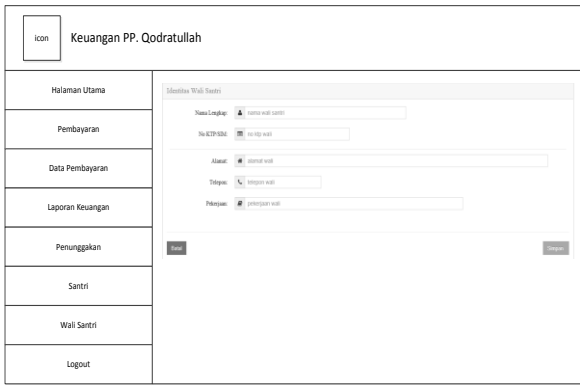 icon
Keuangan PP. Qodratullah
Halaman Utama
Pembayaran
Data Pembayaran
Laporan Keuangan
Penunggakan
Santri
Wali Santri
Logout
Identitas Wali Santri
Nama Lengkap: nama wali santri
No KTP/SIM: no ktp wali
Alamat: alamat wali
Telepon: telepon wali
Pekerjaan: pekerjaan wali
Batal
Simpan